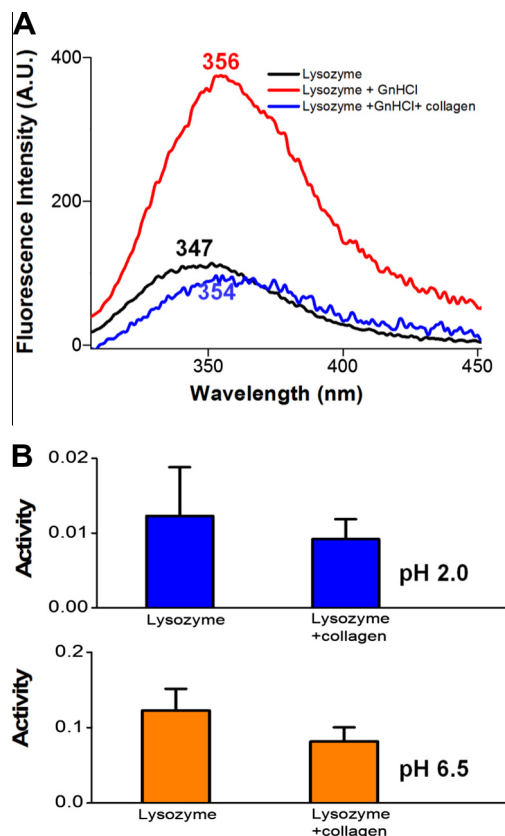 A
400
356
Lysozyme
Lysozyme + GnHCl
Lysozyme +GnHCl+ collagen
Fluorescence Intensity (A.U.)
200
347
354
0
350
400
450
Wavelength (nm)
B
0.02
Activity
0.01
pH 2.0
0.00
Lysozyme
Lysozyme
+collagen
0.2
Activity
0.1
pH 6.5
0.0
Lysozyme
Lysozyme
+collagen